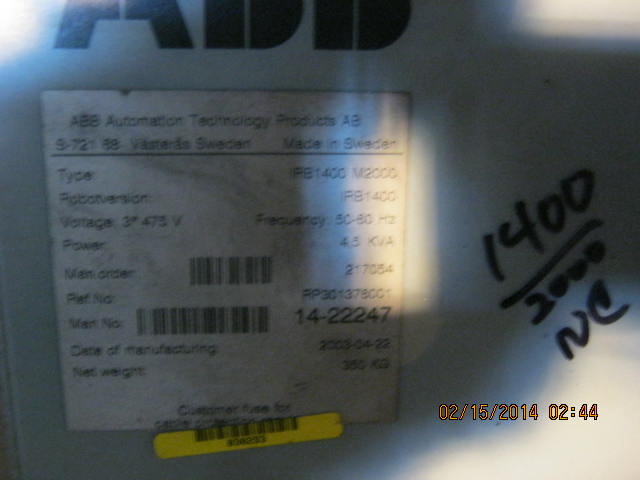 ABB
ABB Automation Technology Products AB
S-721 68 Västerås Sweden Made in Sweden
Type: IRB1400 M2000
Robotversion: IRB1400
Voltage: 3* 475 V Frequency: 50-60 Hz
Power: 4.5 KVA
Man.order: 217054
Ref.No: RP301378001
Man.No: 14-22247
Date of manufacturing: 2003-04-22
Net weight: 350 KG
Customer fuse for
cable
1400
2000
NC
02/15/2014 02:44